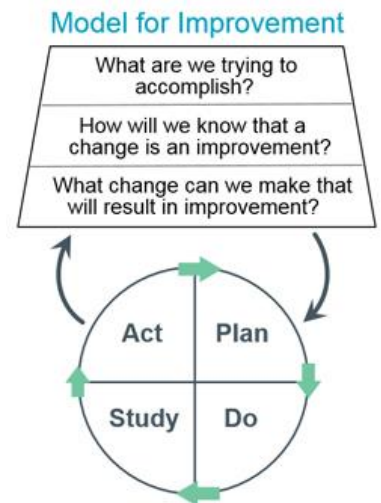 Model for Improvement
What are we trying to
accomplish?
How will we know that a
change is an improvement?
What change can we make that
will result in improvement?
Act
Plan
Study
Do